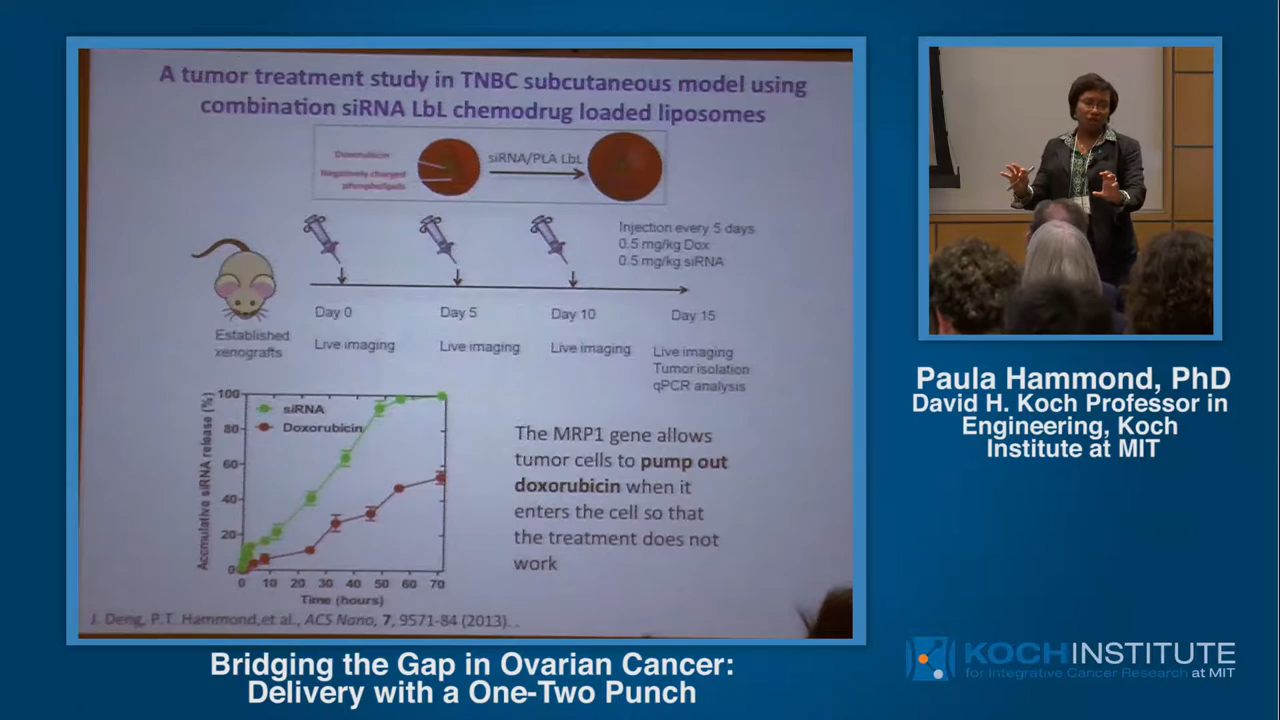 A tumor treatment study in TNBC subcutaneous model using
combination siRNA LbL chemodrug loaded liposomes
Doxorubicin
Negatively charged
phospholipids
siRNA/PLA LbL
Injection every 5 days
0.5 mg/kg Dox
0.5 mg/kg siRNA
Day 0
Day 5
Day 10
Day 15
Established
xenografts
Live imaging
Live imaging
Live imaging
Live imaging
Tumor isolation
qPCR analysis
Accmulative siRNA release (%)
100
80
60
40
20
0
siRNA
Doxorubicin
0 10 20 30 40 50 60 70
Time (hours)
The MRP1 gene allows
tumor cells to pump out
doxorubicin when it
enters the cell so that
the treatment does not
work
J. Deng, P.T. Hammond,et al., ACS Nano, 7, 9571-84 (2013). .
Paula Hammond, PhD
David H. Koch Professor in
Engineering, Koch
Institute at MIT
Bridging the Gap in Ovarian Cancer:
Delivery with a One-Two Punch
KOCH INSTITUTE
for Integrative Cancer Research at MIT